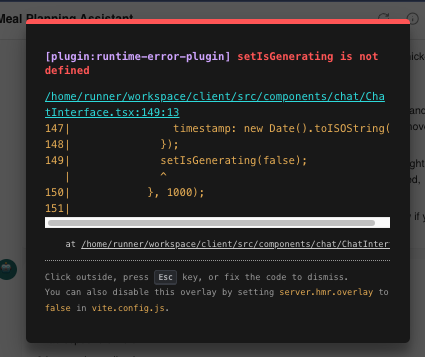 Meal Planning Assistant
[plugin:runtime-error-plugin] setIsGenerating is not
defined
/home/runner/workspace/client/src/components/chat/Cha
tInterface.tsx:149:13
147|                timestamp: new Date().toISOString(
148|              });
149|              setIsGenerating(false);
   |              ^
150|            }, 1000);
151|
at /home/runner/workspace/client/src/components/chat/ChatInter
Click outside, press Esc key, or fix the code to dismiss.
You can also disable this overlay by setting server.hmr.overlay to
false in vite.config.js.